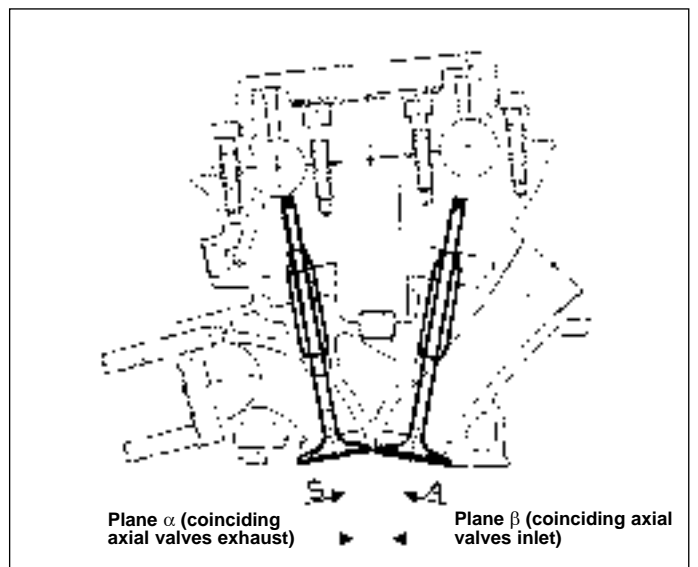 S A
Plane α (coinciding
axial valves exhaust)
Plane β (coinciding axial
valves inlet)